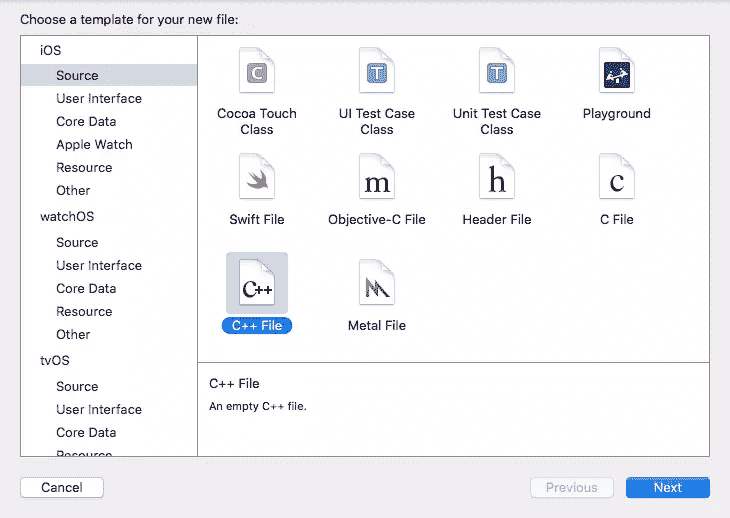 Choose a template for your new file:
iOS
Source
User Interface
Core Data
Apple Watch
Resource
Other
watchOS
Source
User Interface
Core Data
Resource
Other
tvOS
Source
User Interface
Core Data
Resource
C
Cocoa Touch
Class
T
UI Test Case
Class
T
Unit Test Case
Class
Playground
Swift File
m
Objective-C File
h
Header File
c
C File
C++
C++ File
M
Metal File
C++ File
An empty C++ file.
Cancel
Previous
Next